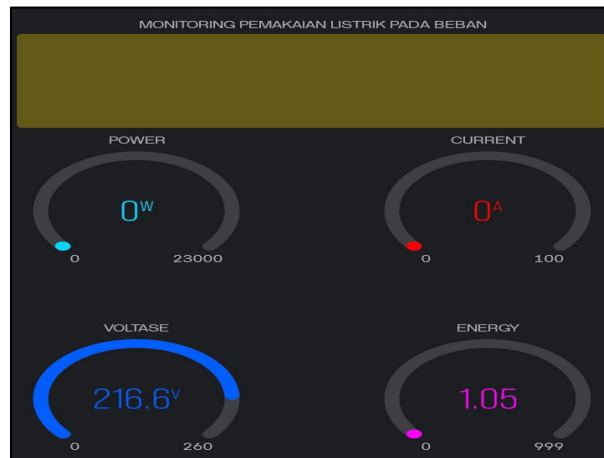 MONITORING PEMAKAIAN LISTRIK PADA BEBAN
POWER
CURRENT
0W
0A
0
23000
0
100
VOLTASE
ENERGY
216.6V
1.05
0
260
0
999